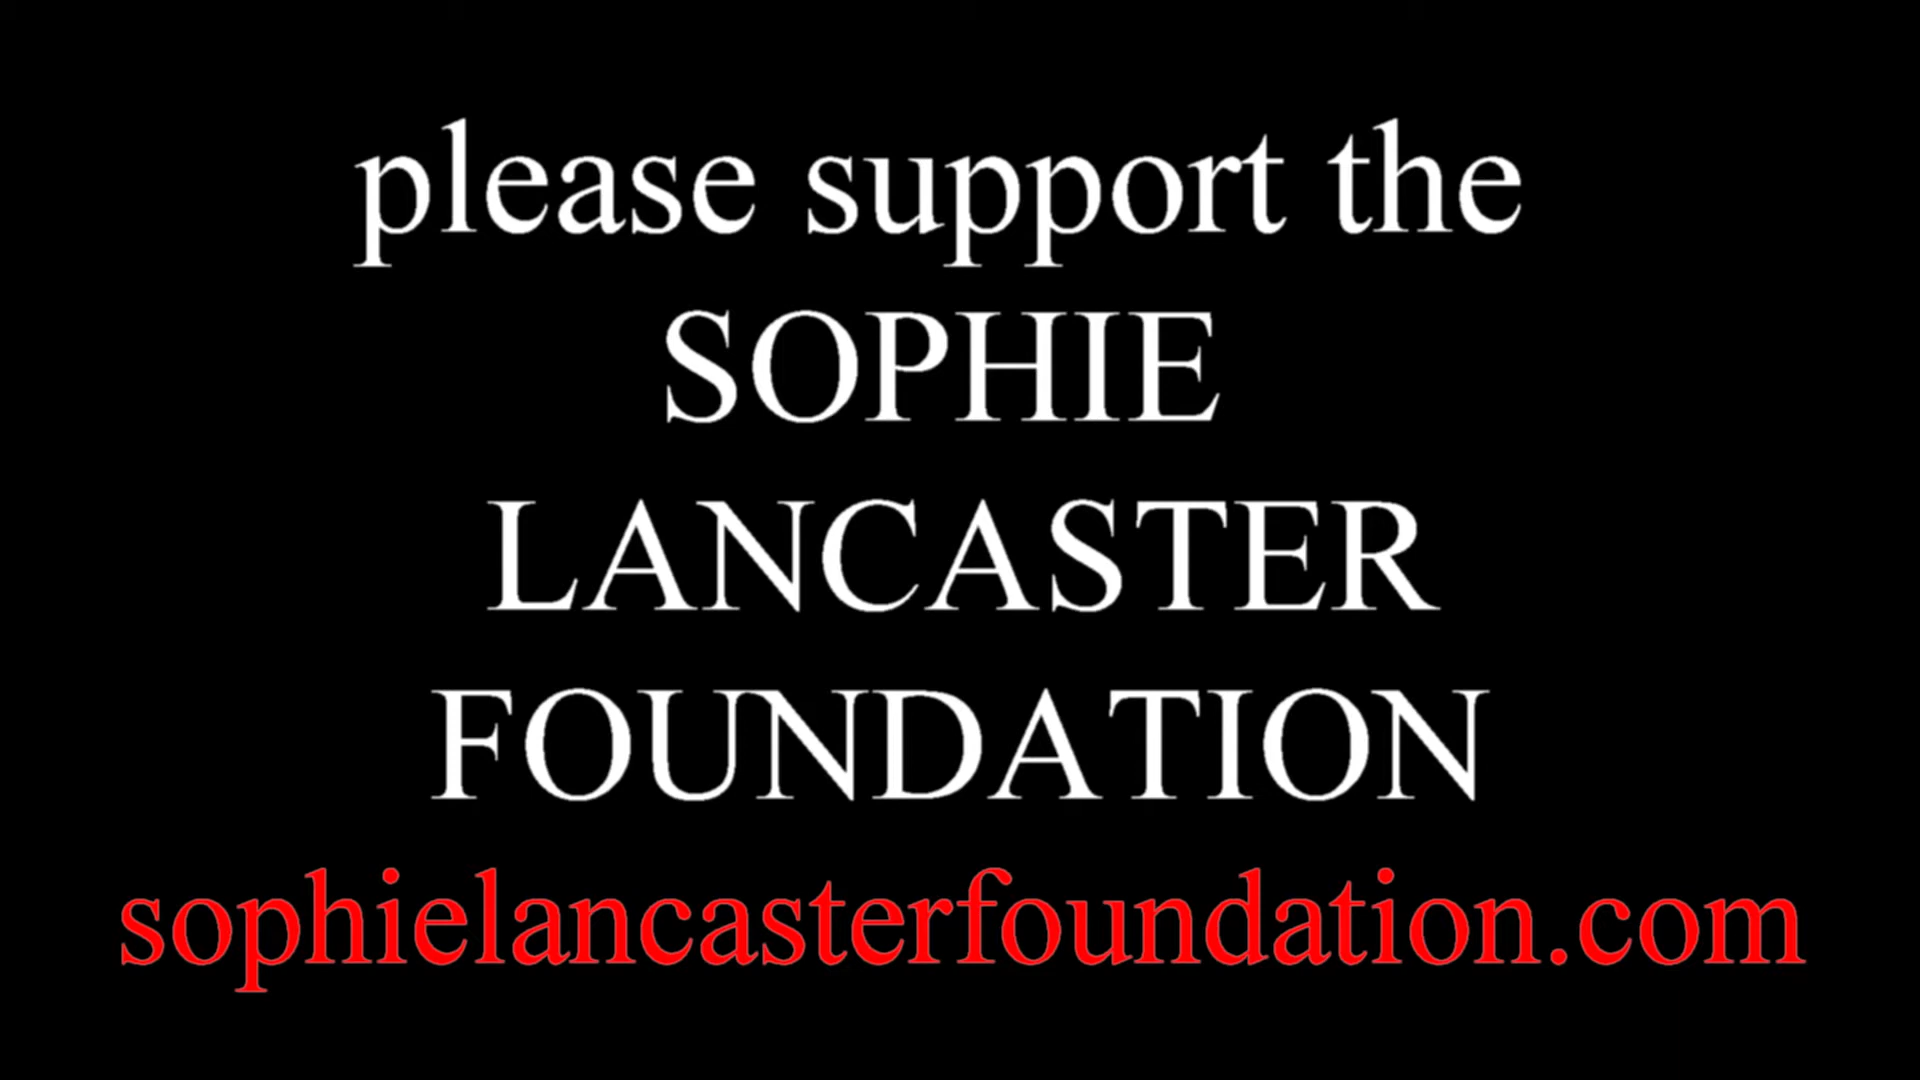 please support the
SOPHIE
LANCASTER
FOUNDATION
sophielancasterfoundation.com